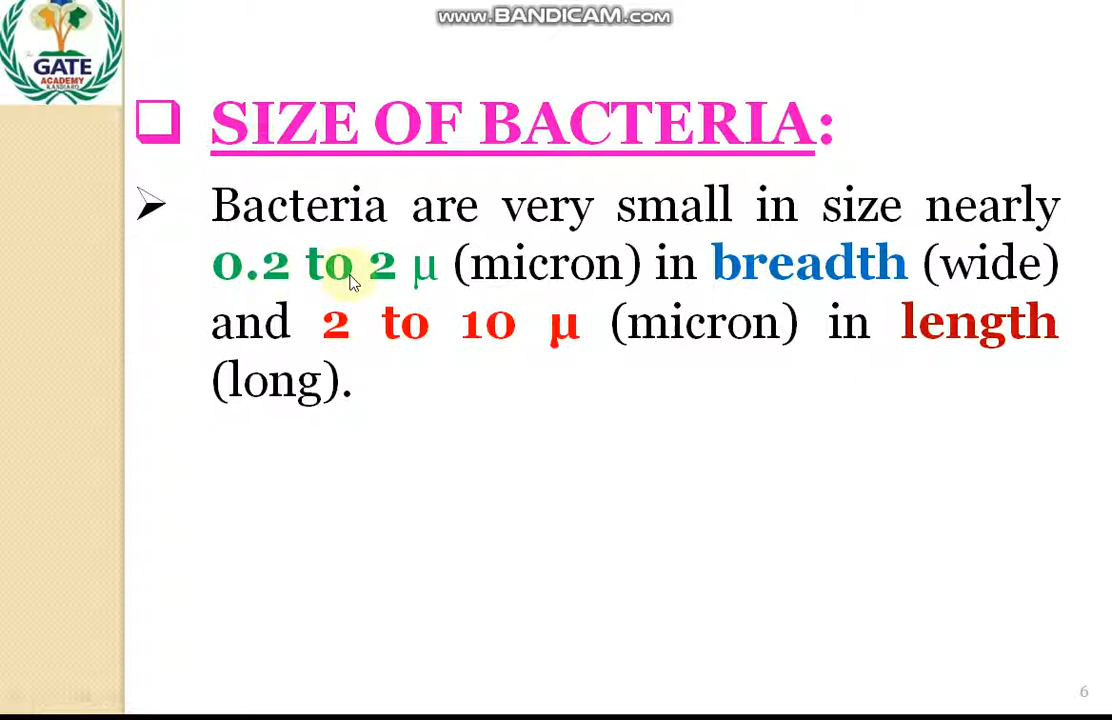 www.BANDICAM.com
GATE
ACADEMY
KANDIARO
SIZE OF BACTERIA:
Bacteria are very small in size nearly
0.2 to 2 µ (micron) in breadth (wide)
and 2 to 10 µ (micron) in length
(long).
6